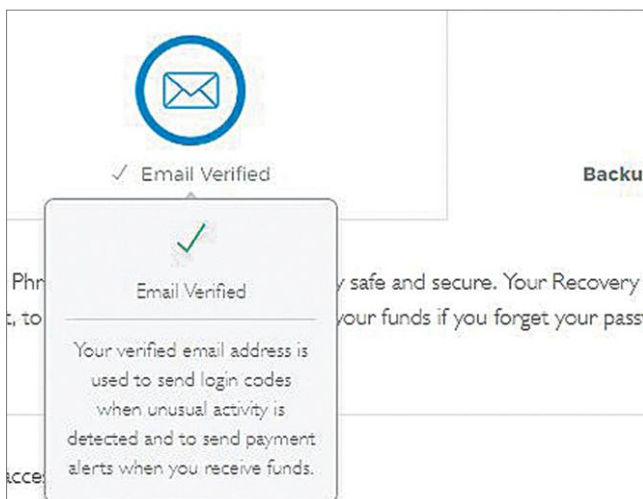 ✓ Email Verified
Backu
Email Verified
Phr
y safe and secure. Your Recovery
t, to
your funds if you forget your pass
Your verified email address is
used to send login codes
when unusual activity is
detected and to send payment
alerts when you receive funds.
acce